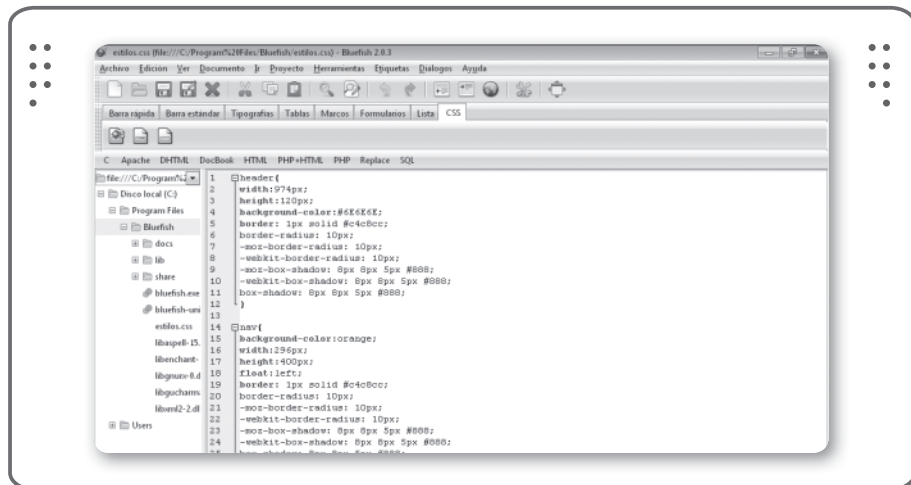 estilos.css (file:///C:/Program%20Files/Bluefish/estilos.css) - Bluefish 2.0.3
Archivo Edición Ver Documento Ir Proyecto Herramientas Etiquetas Dialogos Ayuda
Barra rápida Barra estándar Tipografías Tablas Marcos Formularios Lista CSS
C Apache DHTML DocBook HTML PHP+HTML PHP Replace SQL
file:///C:/Program%2
Disco local (C:)
Program Files
Bluefish
docs
lib
share
bluefish.exe
bluefish-uni
estilos.css
libaspell-15.
libenchant-
libgnurx-0.d
libgucharm
libxml2-2.dl
Users
1 header{
2 width:974px;
3 height:120px;
4 background-color:#6E6E6E;
5 border: 1px solid #c4c8cc;
6 border-radius: 10px;
7 -moz-border-radius: 10px;
8 -webkit-border-radius: 10px;
9 -moz-box-shadow: 8px 8px 5px #888;
10 -webkit-box-shadow: 8px 8px 5px #888;
11 box-shadow: 8px 8px 5px #888;
12 }
13
14 nav{
15 background-color:orange;
16 width:296px;
17 height:400px;
18 float:left;
19 border: 1px solid #c4c8cc;
20 border-radius: 10px;
21 -moz-border-radius: 10px;
22 -webkit-border-radius: 10px;
23 -moz-box-shadow: 8px 8px 5px #888;
24 -webkit-box-shadow: 8px 8px 5px #888;